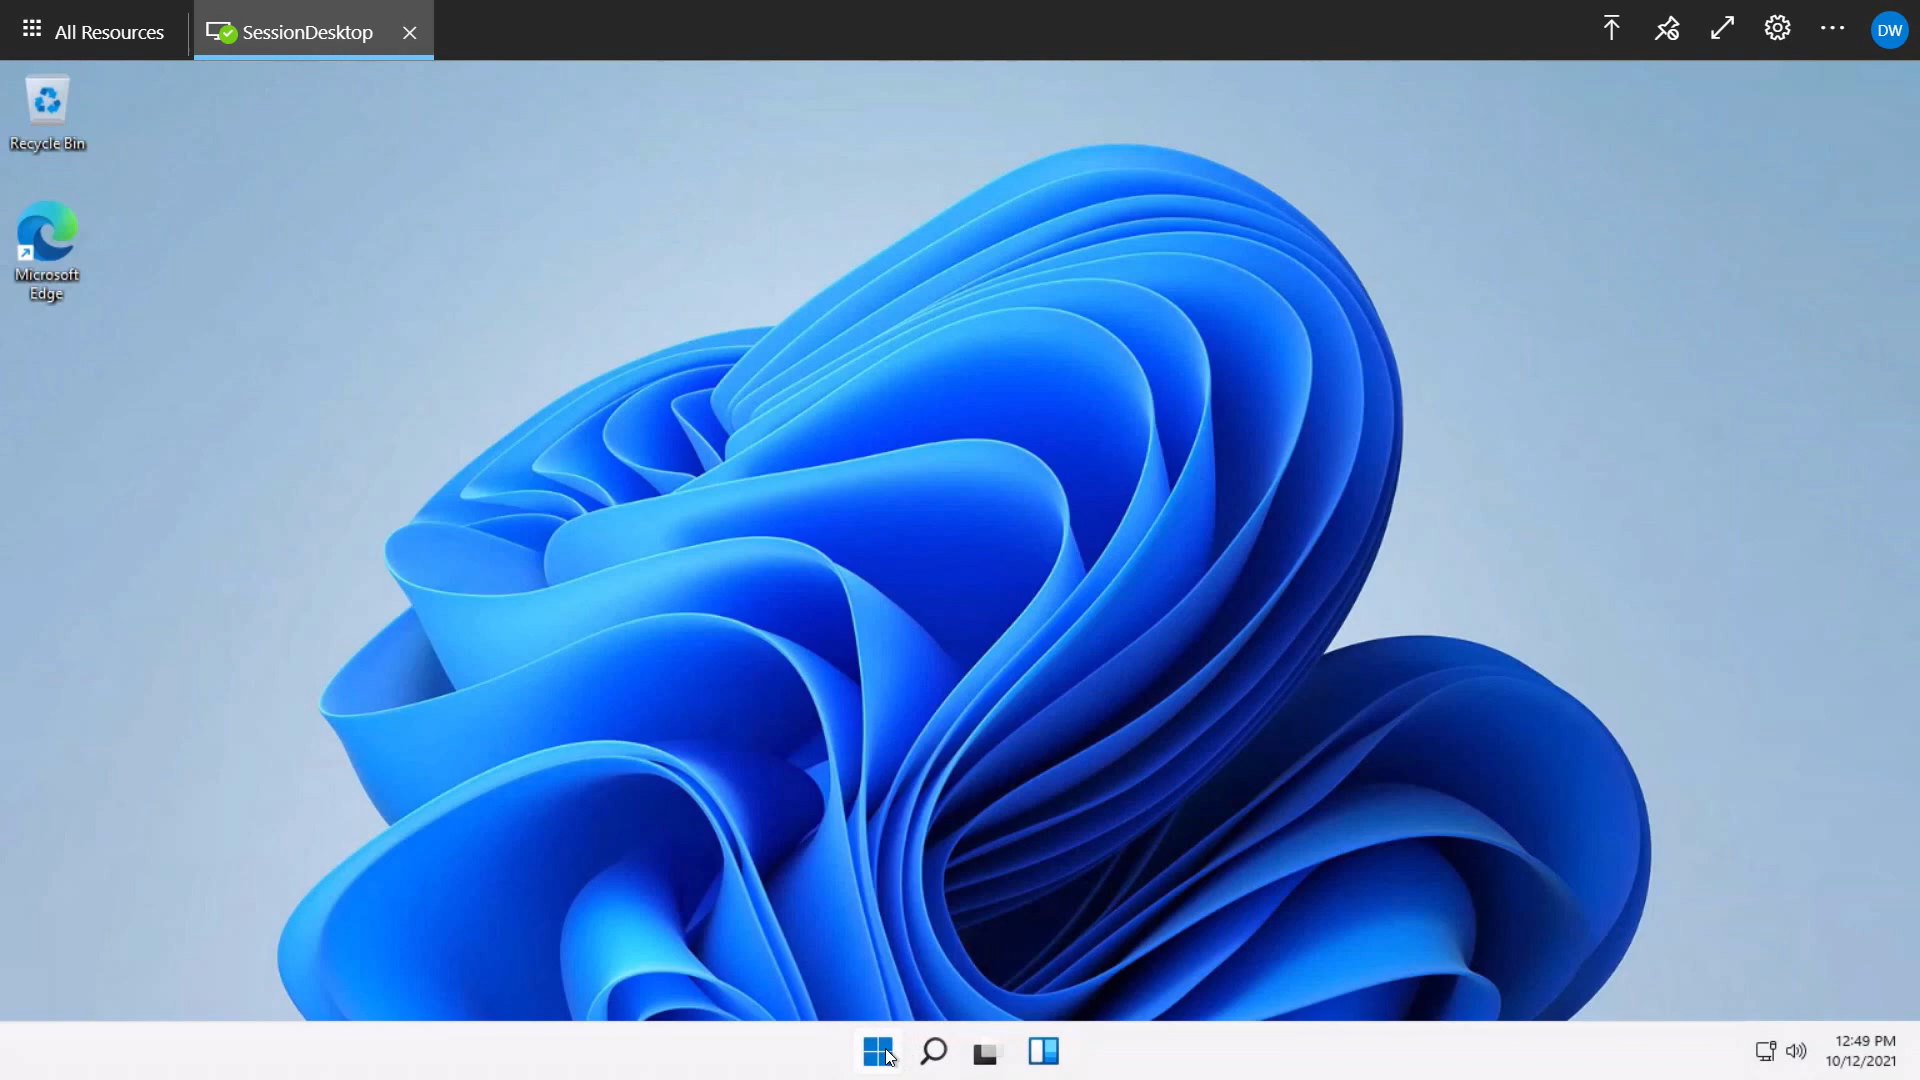 All Resources
SessionDesktop
DW
Recycle Bin
Microsoft
Edge
12:49 PM
10/12/2021